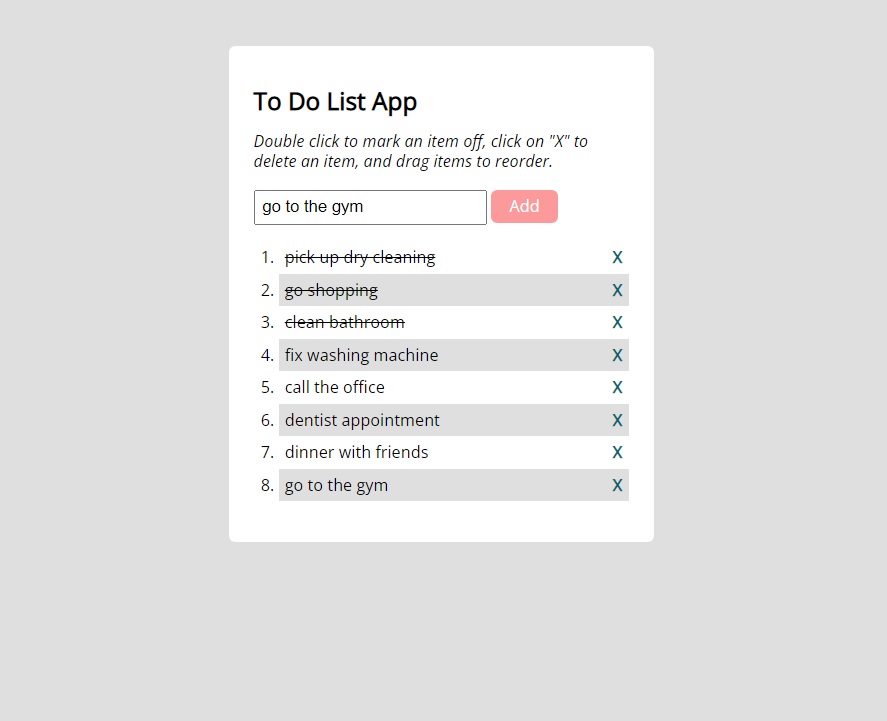 To Do List App
Double click to mark an item off, click on "X" to
delete an item, and drag items to reorder.
go to the gym Add
1. pick up dry cleaning X
2. go shopping X
3. clean bathroom X
4. fix washing machine X
5. call the office X
6. dentist appointment X
7. dinner with friends X
8. go to the gym X